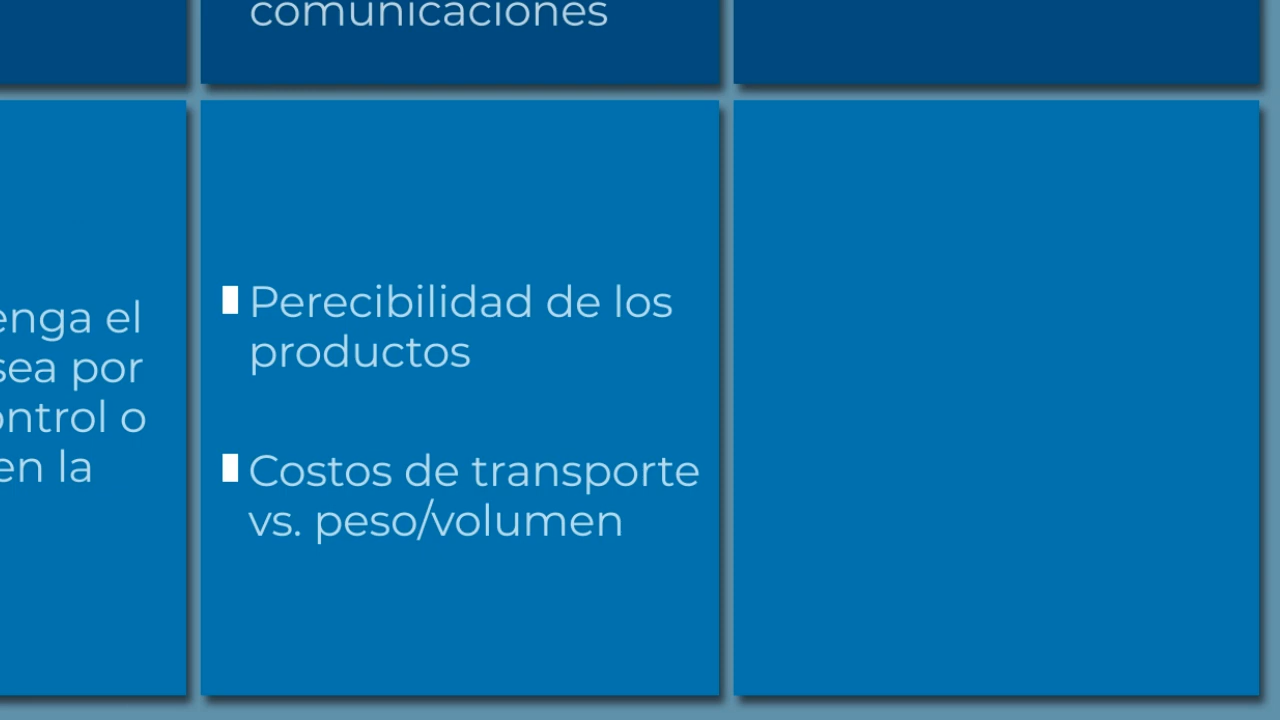 comunicaciones
enga el
sea por
ontrol o
en la
Perecibilidad de los
productos
Costos de transporte
vs. peso/volumen